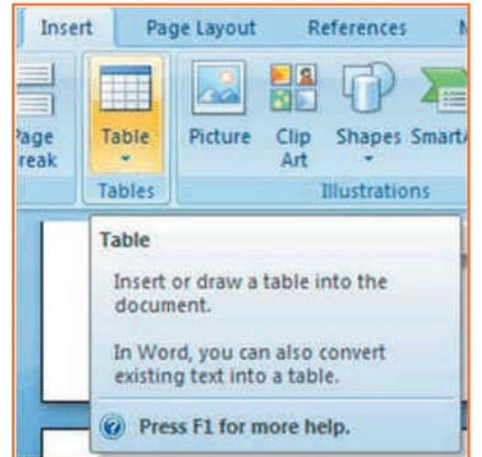 Insert Page Layout References
Table Picture Clip Art Shapes SmartA
Tables Illustrations
Table
Insert or draw a table into the
document.
In Word, you can also convert
existing text into a table.
Press F1 for more help.